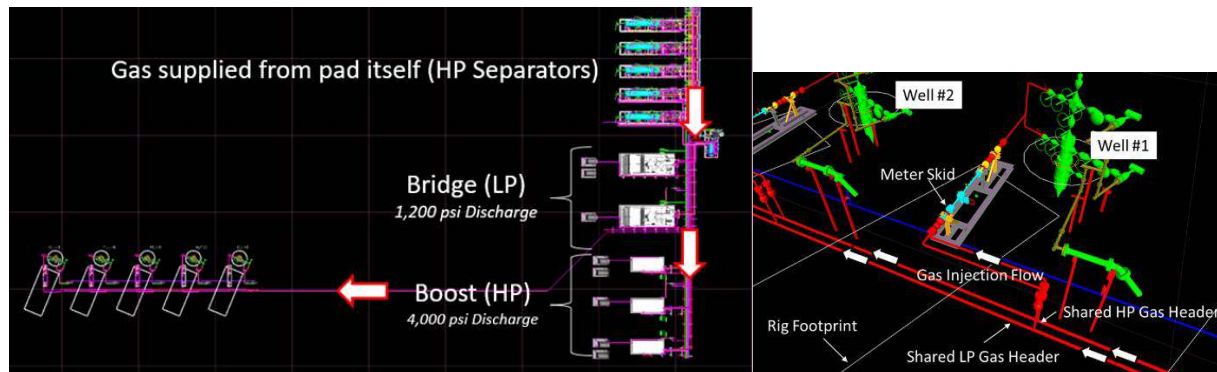 Gas supplied from pad itself (HP Separators)
Bridge (LP)
1,200 psi Discharge
Boost (HP)
4,000 psi Discharge
Well #2
Well #1
Meter Skid
Gas Injection Flow
Shared HP Gas Header
Rig Footprint
Shared LP Gas Header